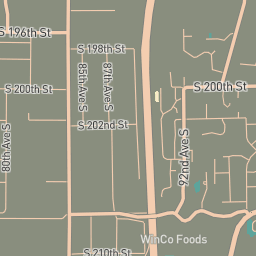 S 196th St
S 198th St
S 200th St
S 200th St
85th Ave S
87th Ave S
S 202nd St
80th Ave S
92nd Ave S
WinCo Foods
S 210th St